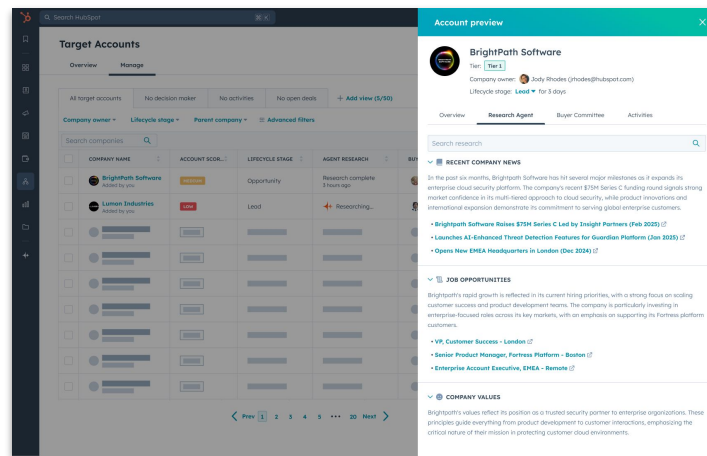 Search HubSpot
Target Accounts
Overview Manage
All target accounts No decision maker No activities No open deals + Add view (5/50)
Company owner Lifecycle stage Parent company Advanced filters
Search companies
COMPANY NAME ACCOUNT SCOR... LIFECYCLE STAGE AGENT RESEARCH
BrightPath Software MEDIUM Opportunity Research complete
Added by you 3 hours ago
Lumon Industries LOW Lead Researching...
Added by you
Prev 1 2 3 4 5 ••• 20 Next
Account preview
BrightPath Software
Tier: Tier 1
Company owner: Jody Rhodes (jrhodes@hubspot.com)
Lifecycle stage: Lead for 3 days
Overview Research Agent Buyer Committee Activities
Search research
RECENT COMPANY NEWS
In the past six months, Brightpath Software has hit several major milestones as it expands its
enterprise cloud security platform. The company's recent $75M Series C funding round signals strong
market confidence in its multi-tiered approach to cloud security, while product innovations and
international expansion demonstrate its commitment to serving global enterprise customers.
• Brightpath Software Raises $75M Series C Led by Insight Partners (Feb 2025)
• Launches AI-Enhanced Threat Detection Features for Guardian Platform (Jan 2025)
• Opens New EMEA Headquarters in London (Dec 2024)
JOB OPPORTUNITIES
Brightpath's rapid growth is reflected in its current hiring priorities, with a strong focus on scaling
customer success and product development teams. The company is particularly investing in
enterprise-focused roles across its key markets, with an emphasis on supporting its Fortress platform
customers.
• VP, Customer Success - London
• Senior Product Manager, Fortress Platform - Boston
• Enterprise Account Executive, EMEA - Remote
COMPANY VALUES
Brightpath's values reflect its position as a trusted security partner to enterprise organizations. These
principles guide everything from product development to customer interactions, emphasizing the
critical nature of their mission in protecting customer cloud environments.